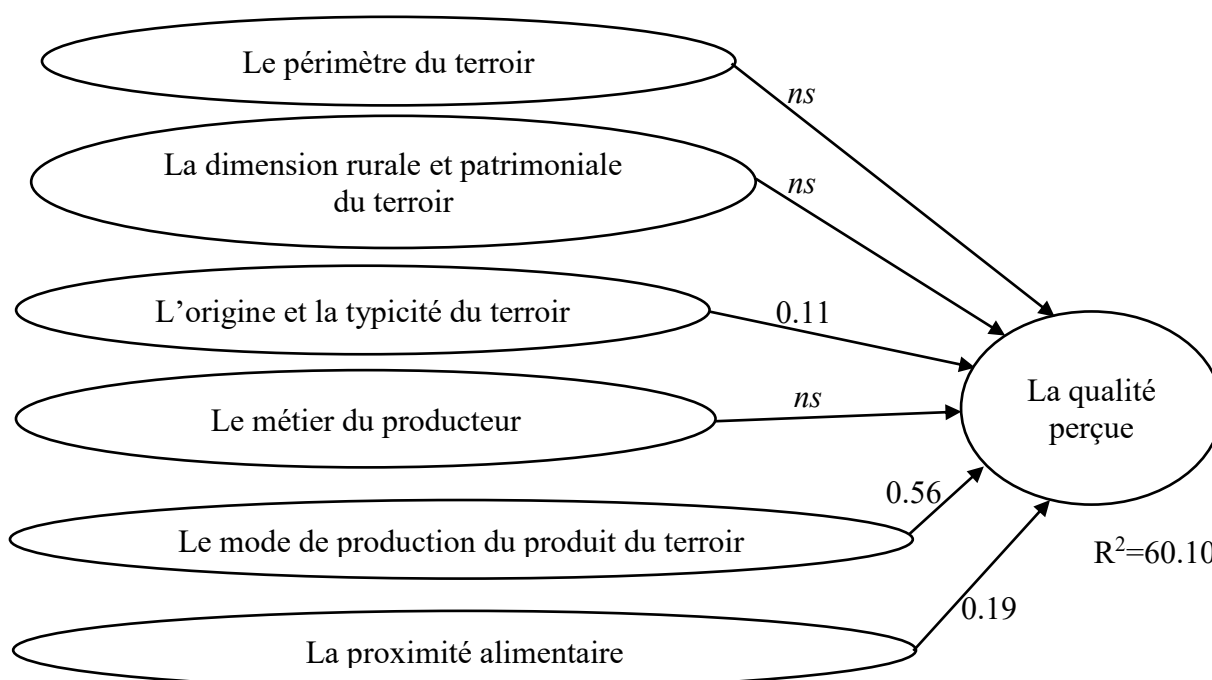 Le périmètre du terroir
ns
La dimension rurale et patrimoniale
du terroir
ns
L’origine et la typicité du terroir
0.11
Le métier du producteur
ns
La qualité
perçue
Le mode de production du produit du terroir
0.56
R²=60.10
La proximité alimentaire
0.19